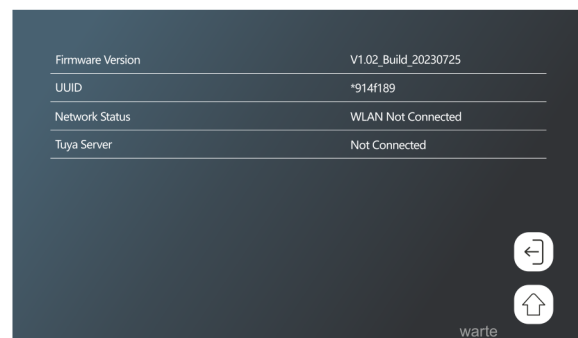 Firmware Version V1.02_Build_20230725
UUID *914f189
Network Status WLAN Not Connected
Tuya Server Not Connected
warte